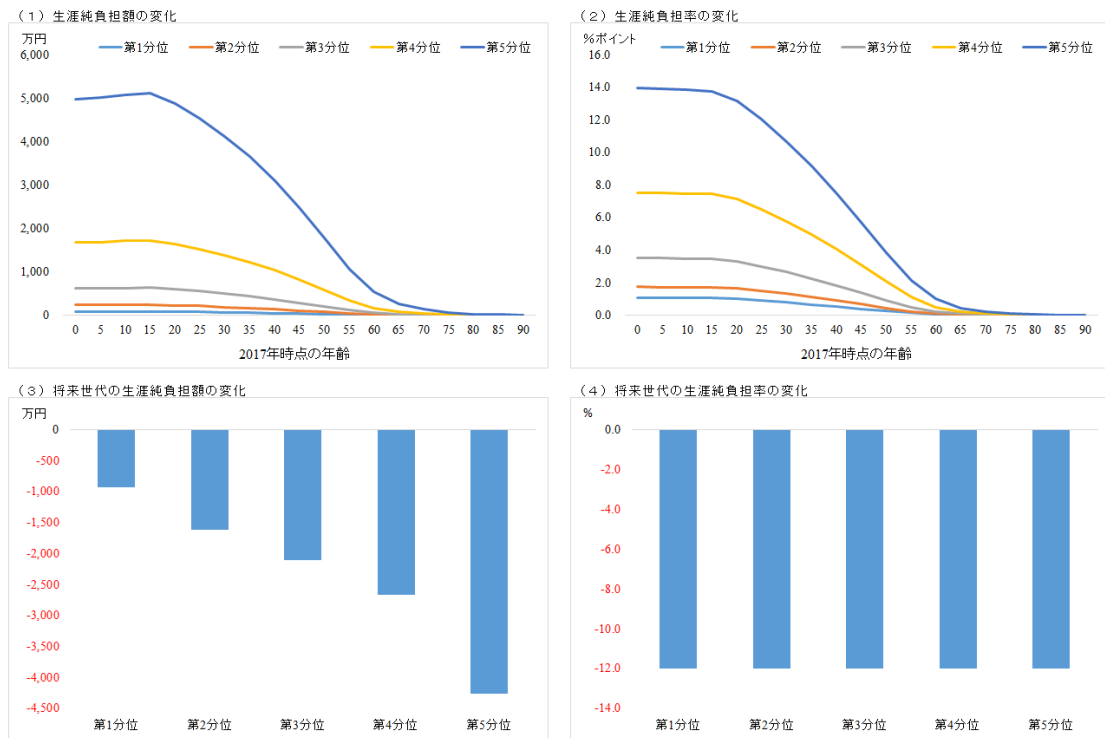 （１）生涯純負担額の変化
万円
第1分位 第2分位 第3分位 第4分位 第5分位
6,000
5,000
4,000
3,000
2,000
1,000
0
0 5 10 15 20 25 30 35 40 45 50 55 60 65 70 75 80 85 90
2017年時点の年齢
（２）生涯純負担率の変化
%ポイント
第1分位 第2分位 第3分位 第4分位 第5分位
16.0
14.0
12.0
10.0
8.0
6.0
4.0
2.0
0.0
0 5 10 15 20 25 30 35 40 45 50 55 60 65 70 75 80 85 90
2017年時点の年齢
（３）将来世代の生涯純負担額の変化
万円
0
-500
-1,000
-1,500
-2,000
-2,500
-3,000
-3,500
-4,000
-4,500
第1分位 第2分位 第3分位 第4分位 第5分位
（４）将来世代の生涯純負担率の変化
%
0.0
-2.0
-4.0
-6.0
-8.0
-10.0
-12.0
-14.0
第1分位 第2分位 第3分位 第4分位 第5分位